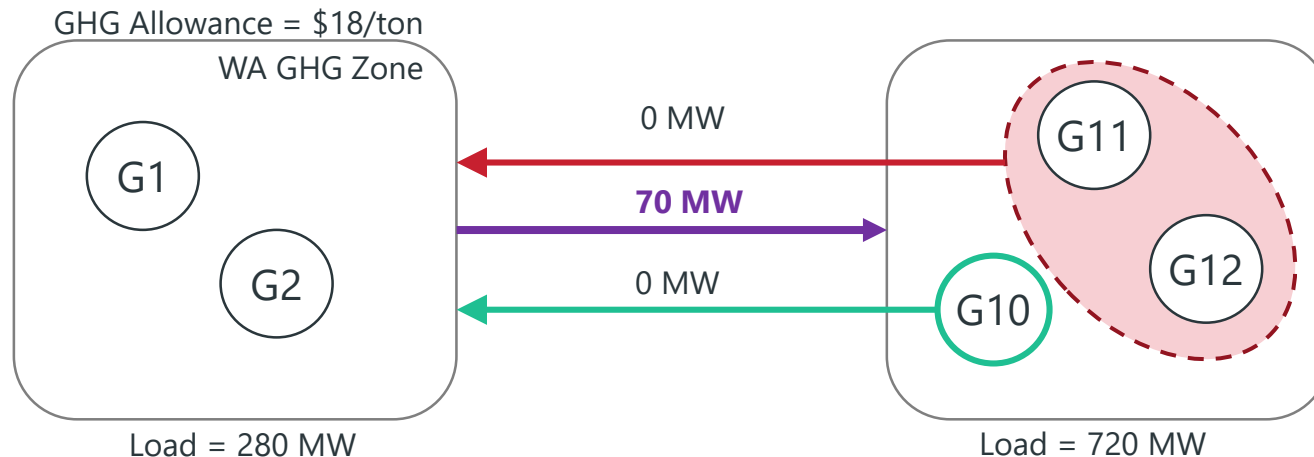 GHG Allowance = $18/ton
WA GHG Zone
G1
G2
0 MW
70 MW
0 MW
G11
G12
G10
Load = 280 MW
Load = 720 MW